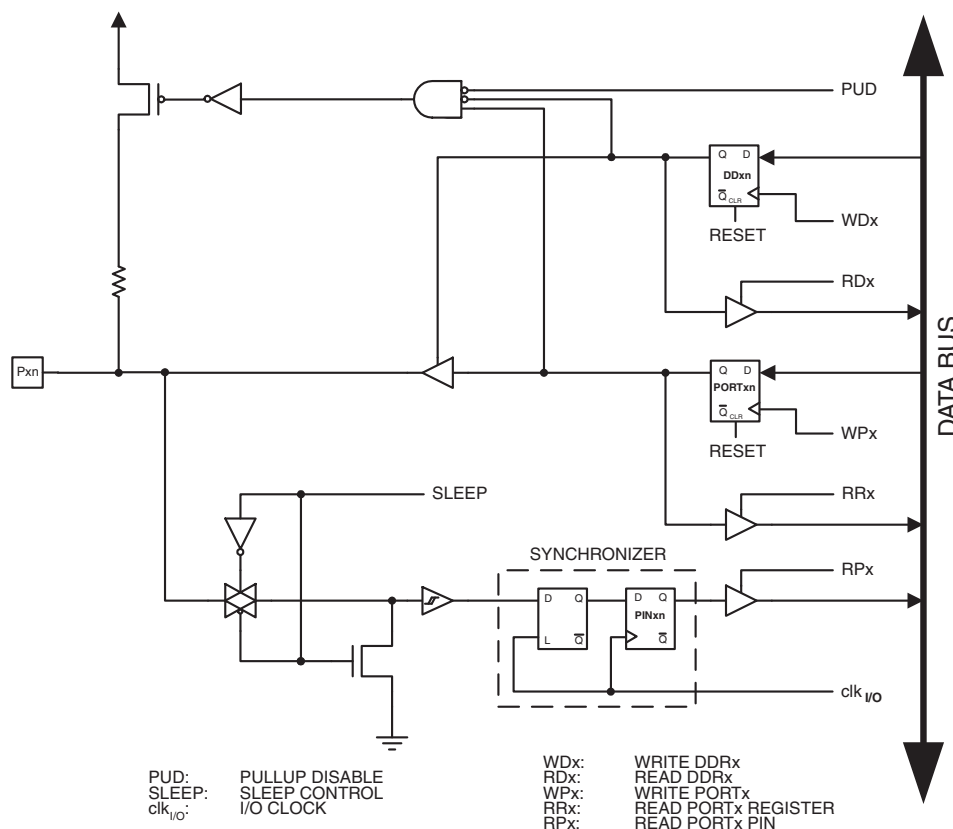 PUD
Q D
DDxn
Q CLR
WDx
RESET
RDx
Pxn
Q D
PORTxn
Q CLR
WPx
RESET
DATA BUS
SLEEP
RRx
SYNCHRONIZER
RPx
D Q
L Q
D Q
PINxn
Q
clk I/O
PUD: PULLUP DISABLE
SLEEP: SLEEP CONTROL
clk I/O: I/O CLOCK
WDx: WRITE DDRx
RDx: READ DDRx
WPx: WRITE PORTx
RRx: READ PORTx REGISTER
RPx: READ PORTx PIN